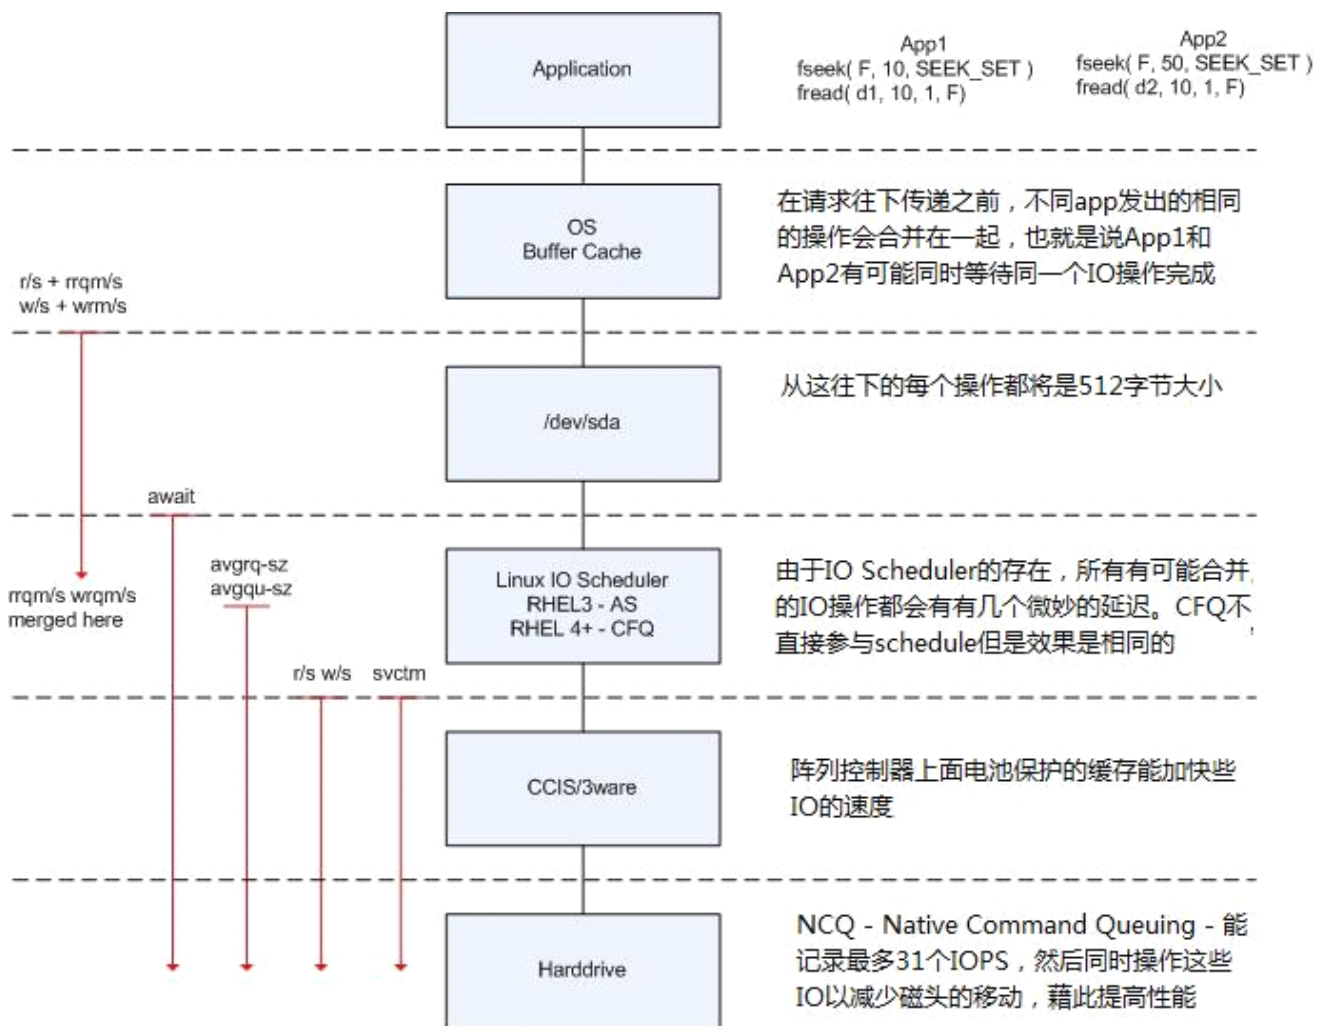 Application
App1
fseek( F, 10, SEEK_SET )
fread( d1, 10, 1, F)
App2
fseek( F, 50, SEEK_SET )
fread( d2, 10, 1, F)
OS
Buffer Cache
在请求往下传递之前，不同app发出的相同
的操作会合并在一起，也就是说App1和
App2有可能同时等待同一个IO操作完成
r/s + rrqm/s
w/s + wrm/s
/dev/sda
从这往下的每个操作都将是512字节大小
await
avgrq-sz
avgqu-sz
rrqm/s wrqm/s
merged here
Linux IO Scheduler
RHEL3 - AS
RHEL 4+ - CFQ
由于IO Scheduler的存在，所有有可能合并
的IO操作都会有有几个微妙的延迟。CFQ不
直接参与schedule但是效果是相同的
r/s w/s
svctm
CCIS/3ware
阵列控制器上面电池保护的缓存能加快些
IO的速度
Harddrive
NCQ - Native Command Queuing - 能
记录最多31个IOPS，然后同时操作这些
IO以减少磁头的移动，藉此提高性能